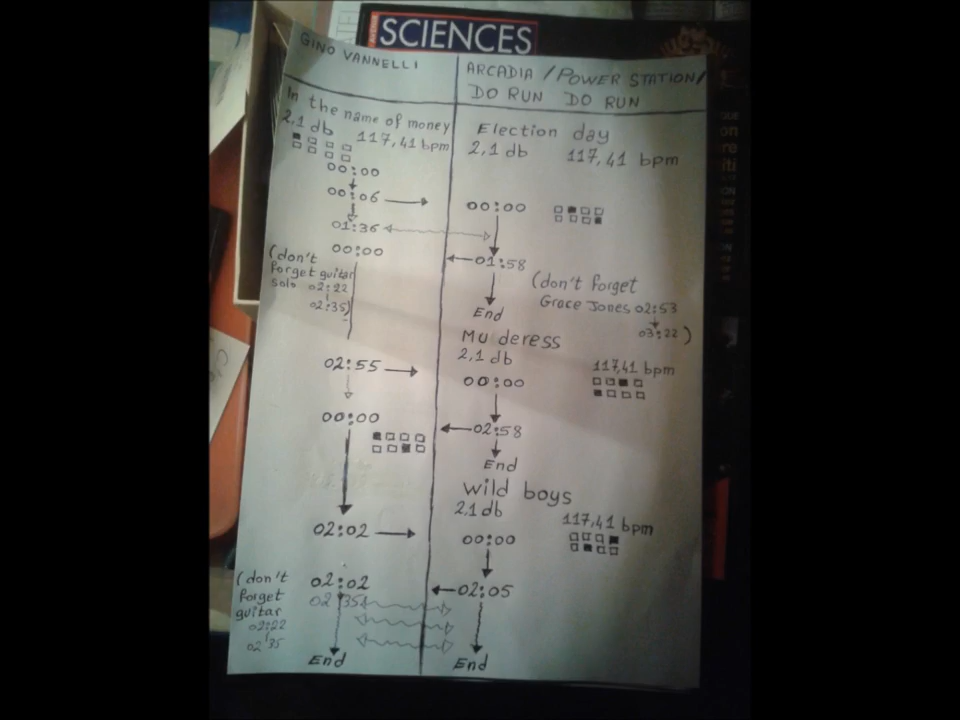 SCIENCES
GINO VANNELLI
In the name of money
2,1 db
117,41 bpm
00:00
00:06
01:36
00:00
(don't
forget guitar
solo 02:22
02:35)
02:55
00:00
02:02
02:02
02:35
(don't
forget
guitar
02:22
02:35
End
ARCADIA / POWER STATION /
DO RUN DO RUN
Election day
2,1 db
117,41 bpm
00:00
01:58
(don't forget
Grace Jones 02:53
03:22)
End
Mu deress
2,1 db
117,41 bpm
00:00
02:58
End
Wild boys
2,1 db
117,41 bpm
00:00
02:05
End